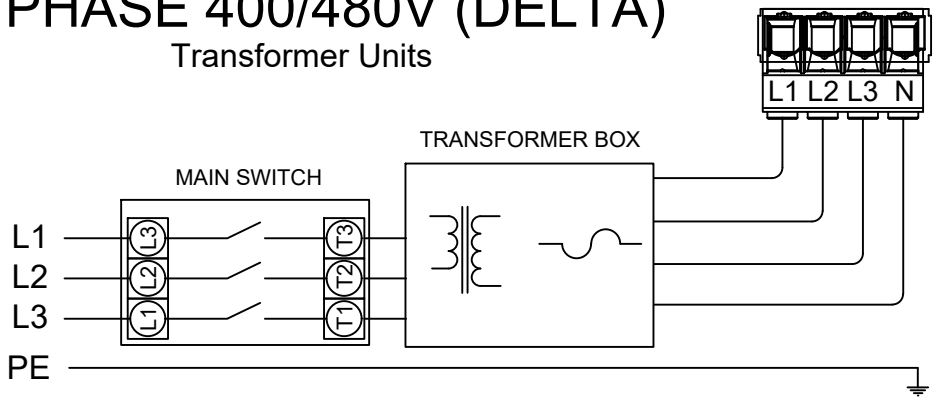 PHASE 400/480V (DELTA)
Transformer Units
L1 L2 L3 N
TRANSFORMER BOX
MAIN SWITCH
L1 L3 T3
L2 L2 T2
L3 L1 T1
PE